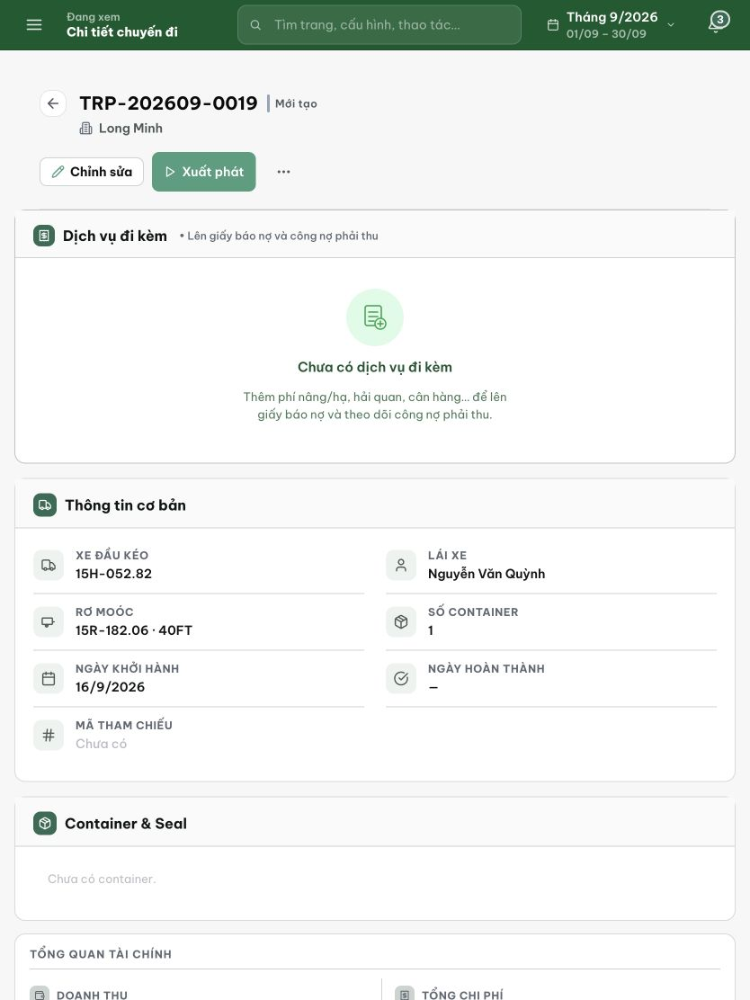 Đang xem
Chi tiết chuyến đi
Tìm trang, cấu hình, thao tác...
Tháng 9/2026
01/09 – 30/09
3
TRP-202609-0019
Mới tạo
Long Minh
Chỉnh sửa
Xuất phát
Dịch vụ đi kèm
• Lên giấy báo nợ và công nợ phải thu
Chưa có dịch vụ đi kèm
Thêm phí nâng/hạ, hải quan, cân hàng... để lên
giấy báo nợ và theo dõi công nợ phải thu.
Thông tin cơ bản
XE ĐẦU KÉO
15H-052.82
LÁI XE
Nguyễn Văn Quỳnh
RƠ MOÓC
15R-182.06 · 40FT
SỐ CONTAINER
1
NGÀY KHỞI HÀNH
16/9/2026
NGÀY HOÀN THÀNH
—
MÃ THAM CHIẾU
Chưa có
Container & Seal
Chưa có container.
TỔNG QUAN TÀI CHÍNH
DOANH THU
TỔNG CHI PHÍ